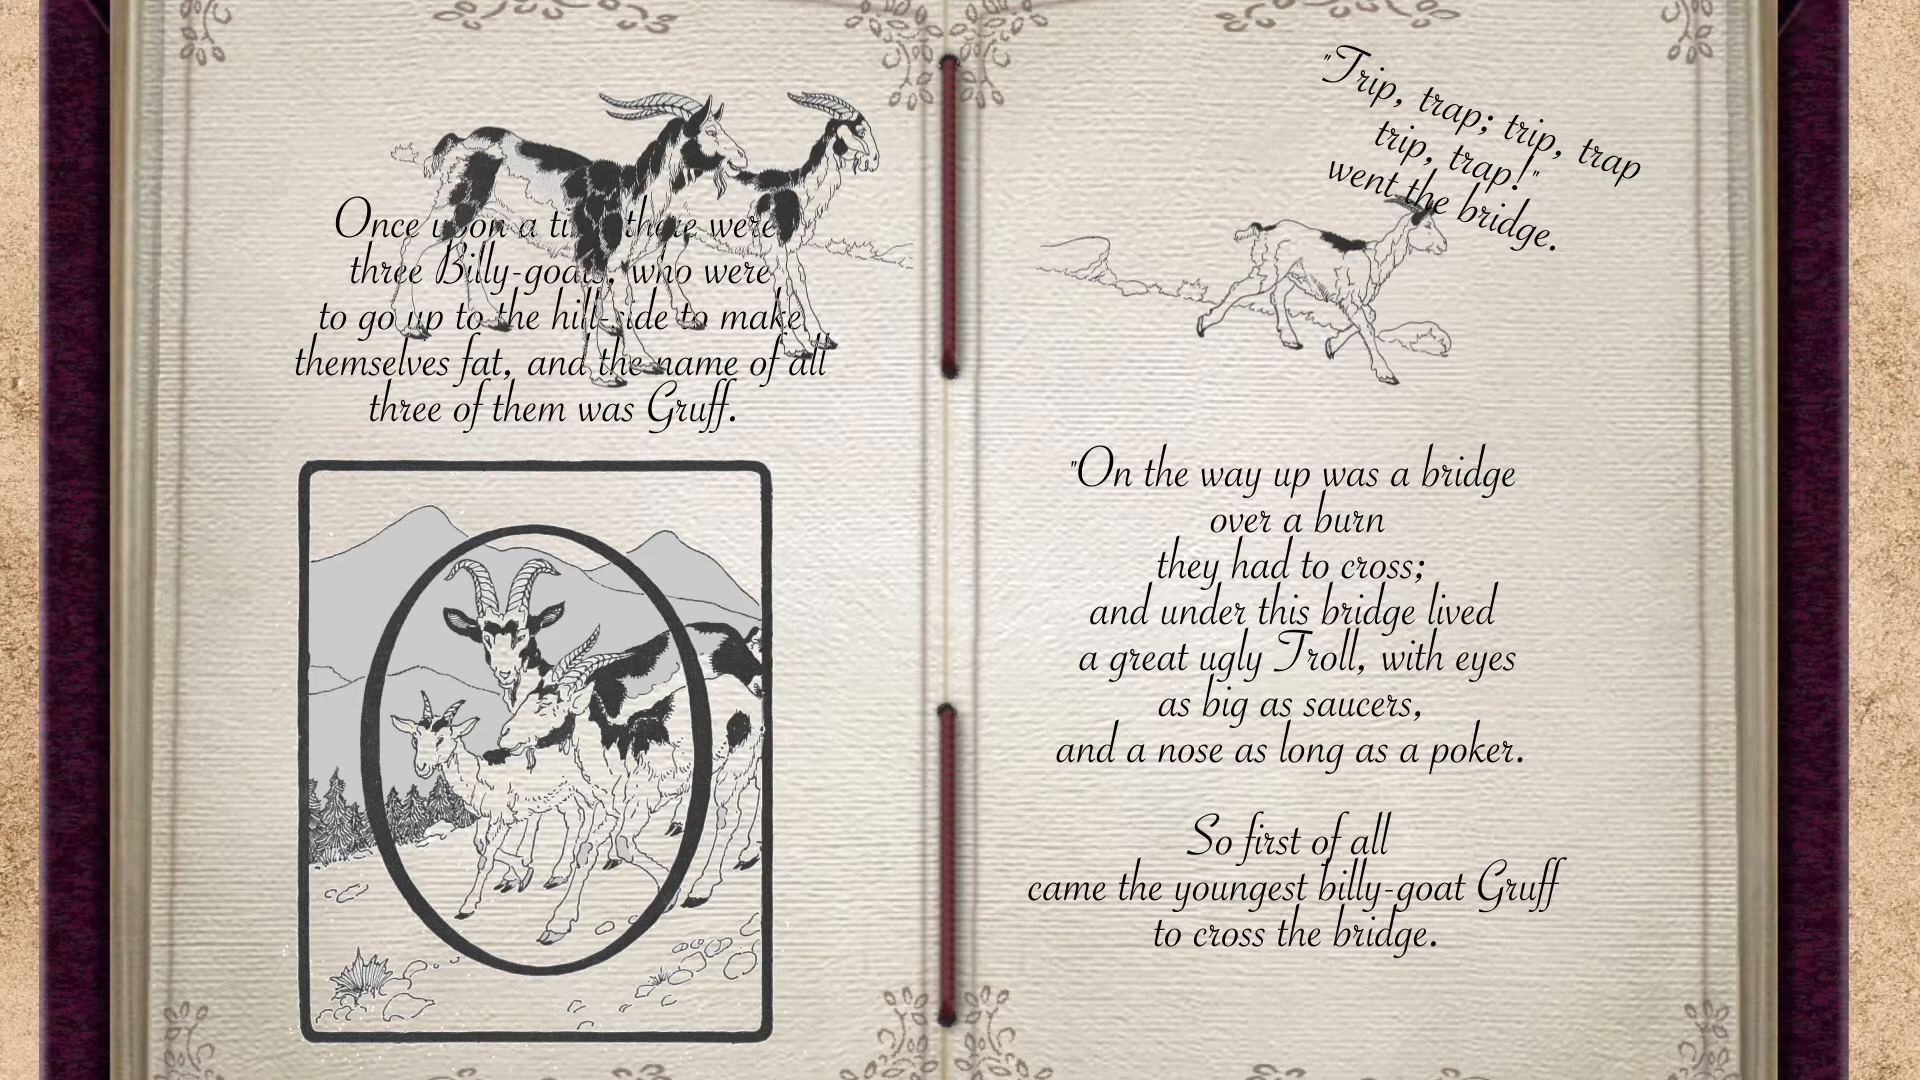 Once upon a time there were
three Billy-goats, who were
to go up to the hill-side to make
themselves fat, and the name of all
three of them was Gruff.
"Trip, trap; trip, trap
trip, trap!"
went the bridge.
"On the way up was a bridge
over a burn
they had to cross;
and under this bridge lived
a great ugly Troll, with eyes
as big as saucers,
and a nose as long as a poker.
So first of all
came the youngest billy-goat Gruff
to cross the bridge.